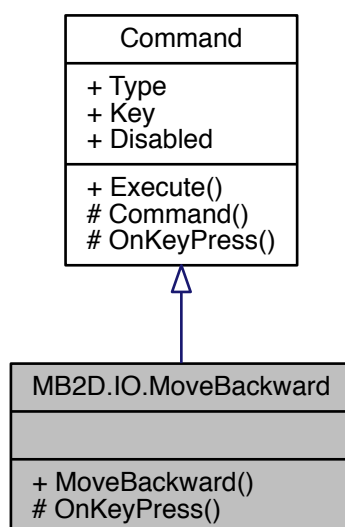 Command
+ Type
+ Key
+ Disabled
+ Execute()
# Command()
# OnKeyPress()
MB2D.IO.MoveBackward
+ MoveBackward()
# OnKeyPress()